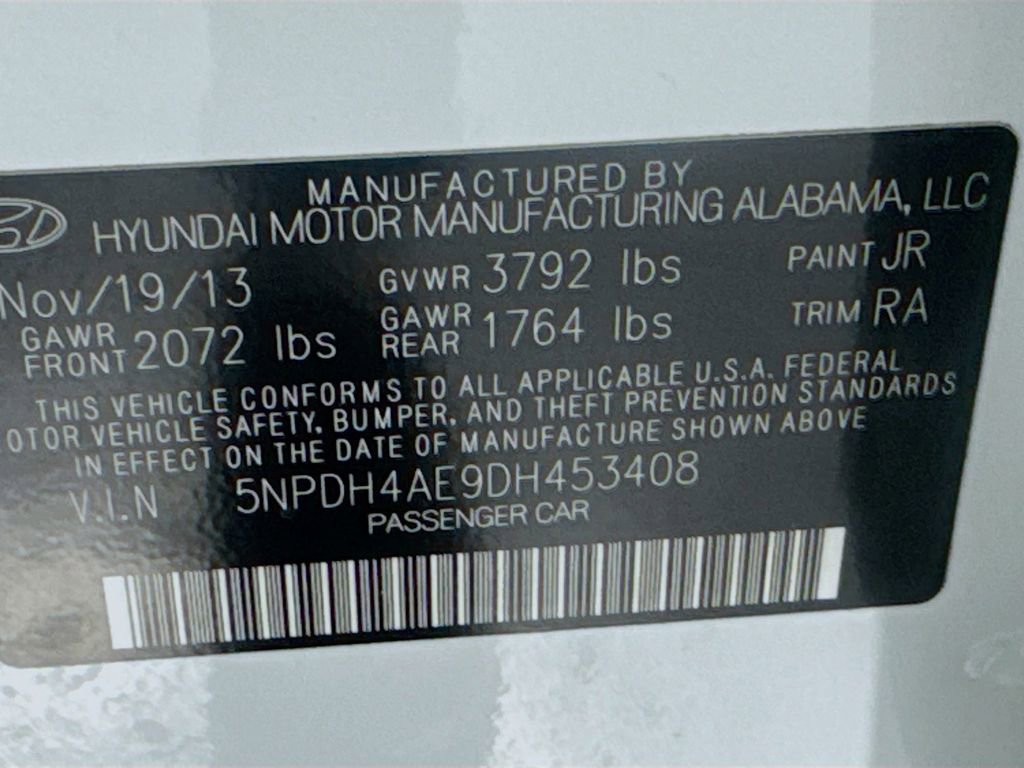 MANUFACTURED BY
HYUNDAI MOTOR MANUFACTURING ALABAMA, LLC
Nov/19/13 GVWR 3792 lbs PAINT JR
GAWR FRONT 2072 lbs GAWR REAR 1764 lbs TRIM RA
THIS VEHICLE CONFORMS TO ALL APPLICABLE U.S.A. FEDERAL
OTOR VEHICLE SAFETY, BUMPER, AND THEFT PREVENTION STANDARDS
IN EFFECT ON THE DATE OF MANUFACTURE SHOWN ABOVE
V.I.N 5NPDH4AE9DH453408
PASSENGER CAR